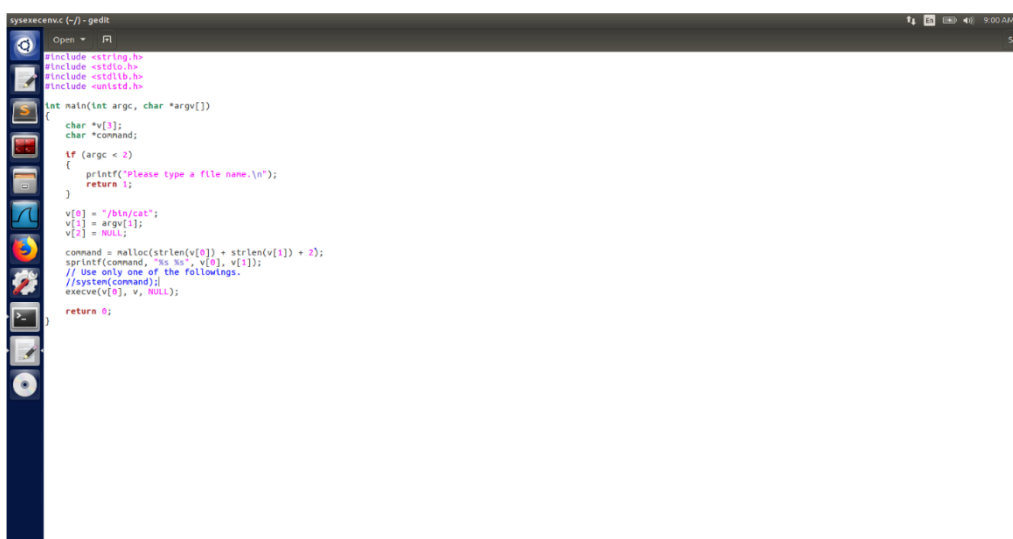 sysexecenv.c (~/) - gedit
En
9:00 AM
Open
#include <string.h>
#include <stdio.h>
#include <stdlib.h>
#include <unistd.h>
int main(int argc, char *argv[])
{
char *v[3];
char *command;
if (argc < 2)
{
printf("Please type a file name.\n");
return 1;
}
v[0] = "/bin/cat";
v[1] = argv[1];
v[2] = NULL;
command = malloc(strlen(v[0]) + strlen(v[1]) + 2);
sprintf(command, "%s %s", v[0], v[1]);
// Use only one of the followings.
//system(command);
execve(v[0], v, NULL);
return 0;
}